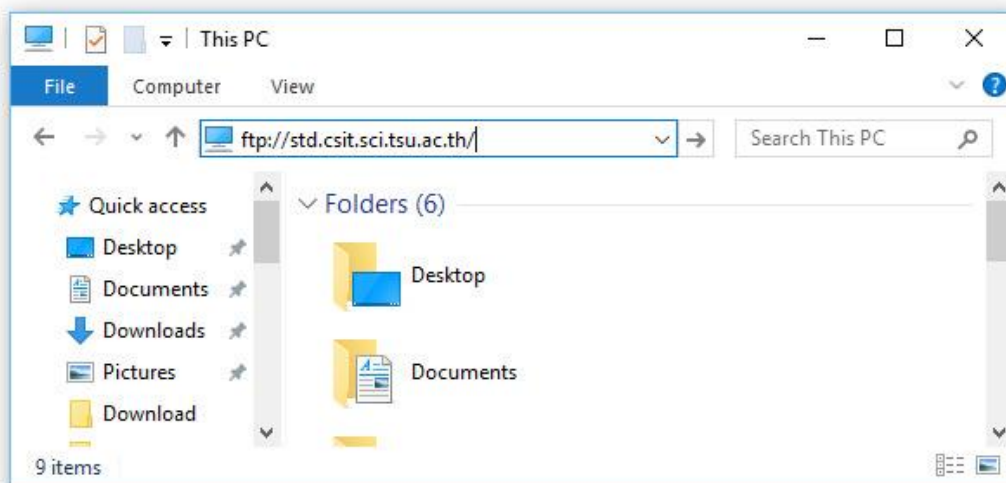 This PC
File Computer View
?
ftp://std.csit.sci.tsu.ac.th/
Search This PC
Quick access
Desktop
Documents
Downloads
Pictures
Download
Folders (6)
Desktop
Documents
9 items